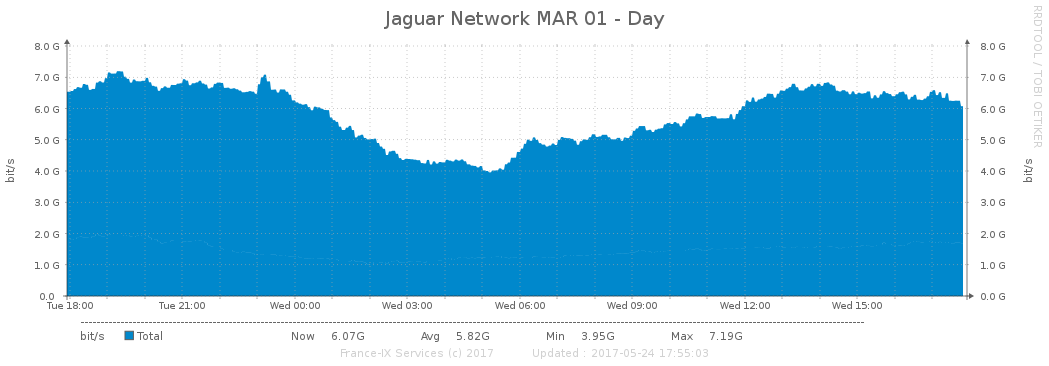 Jaguar Network MAR 01 - Day
RRDTOOL / TOBI OETIKER
bit/s
8.0 G
7.0 G
6.0 G
5.0 G
4.0 G
3.0 G
2.0 G
1.0 G
0.0
8.0 G
7.0 G
6.0 G
5.0 G
4.0 G
3.0 G
2.0 G
1.0 G
0.0 G
bit/s
Tue 18:00 Tue 21:00 Wed 00:00 Wed 03:00 Wed 06:00 Wed 09:00 Wed 12:00 Wed 15:00
bit/s Total Now 6.07G Avg 5.82G Min 3.95G Max 7.19G
France-IX Services (c) 2017 Updated : 2017-05-24 17:55:03